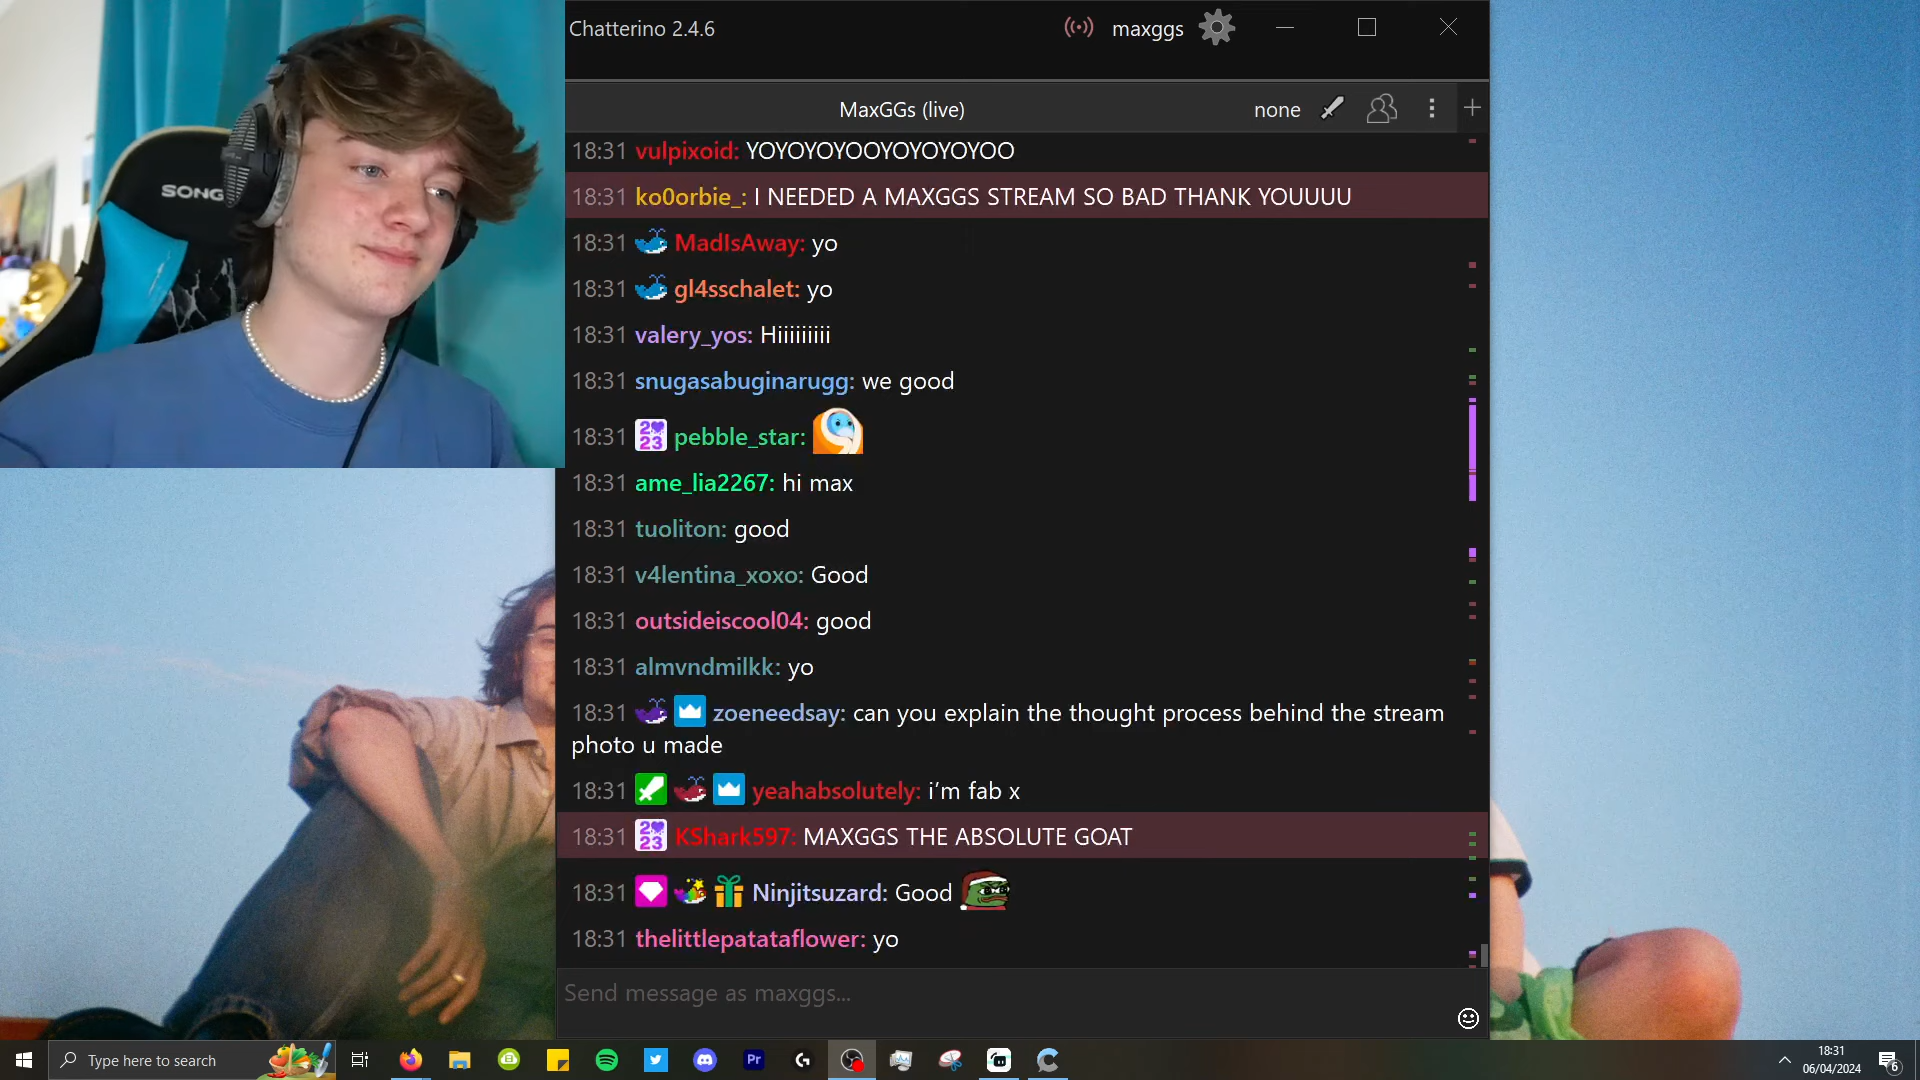 Chatterino 2.4.6
maxggs
SONG
MaxGGs (live)
none
18:31 vulpixoid: YOYOYOYOOYOYOYOYOO
18:31 ko0orbie_: I NEEDED A MAXGGS STREAM SO BAD THANK YOUUUU
18:31 MadIsAway: yo
18:31 gl4sschalet: yo
18:31 valery_yos: Hiiiiiiiii
18:31 snugasabuginarugg: we good
18:31 2023 pebble_star:
18:31 ame_lia2267: hi max
18:31 tuoliton: good
18:31 v4lentina_xoxo: Good
18:31 outsideiscool04: good
18:31 almvndmilkk: yo
18:31 zoeneedsay: can you explain the thought process behind the stream
photo u made
18:31 yeahabsolutely: i’m fab x
18:31 2023 KShark597: MAXGGS THE ABSOLUTE GOAT
18:31 Ninjitsuzard: Good
18:31 thelittlepatataflower: yo
Send message as maxggs...
Type here to search
Pr
18:31
06/04/2024
6